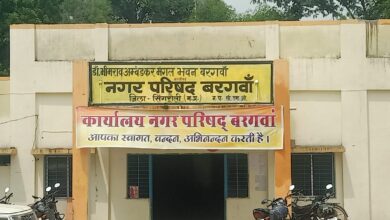 डॉ भीमराव अम्बेडकर मंगल भवन बरगवाँ
नगर परिषद् बरगवाँ
जिला - सिंगरौली (म.प्र.)
कार्यालय नगर परिषद् बरगवां
आपका स्वागत, वन्दन, अभिनन्दन करती है।